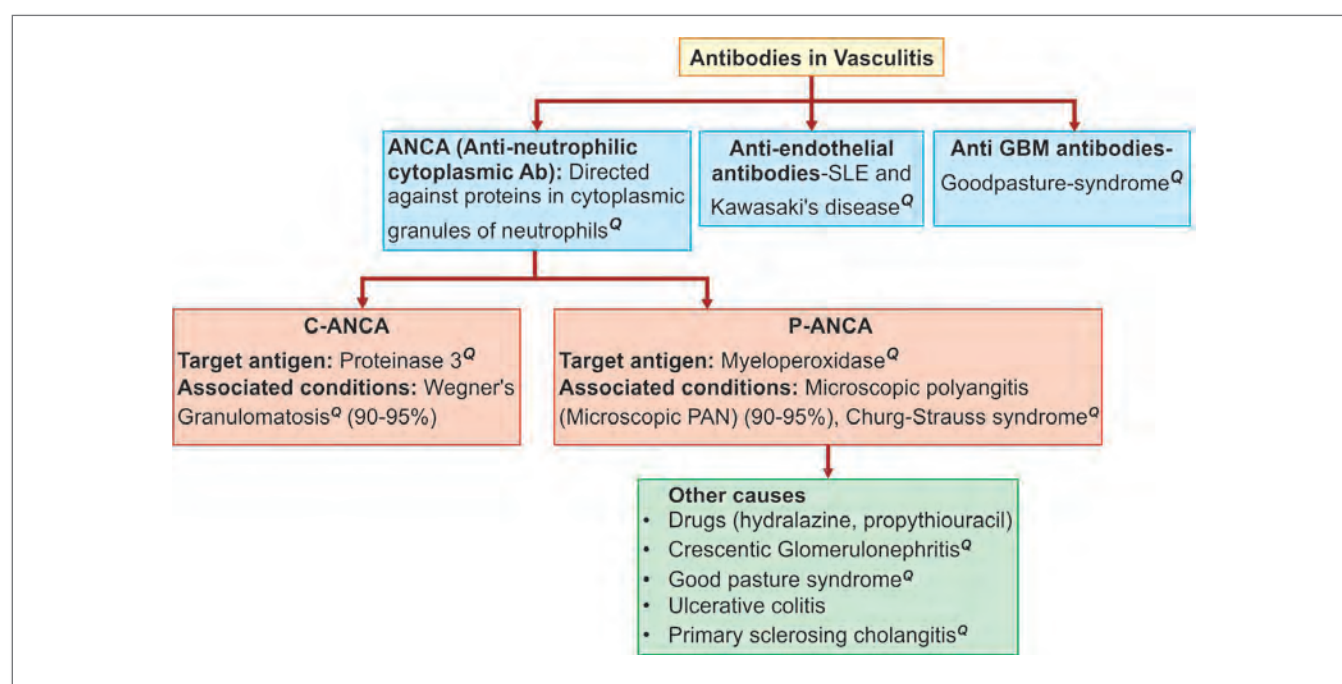 Antibodies in Vasculitis
ANCA (Anti-neutrophilic
cytoplasmic Ab): Directed
against proteins in cytoplasmic
granules of neutrophilsQ
Anti-endothelial
antibodies-SLE and
Kawasaki's diseaseQ
Anti GBM antibodies-
Goodpasture-syndromeQ
C-ANCA
Target antigen: Proteinase 3Q
Associated conditions: Wegner's
GranulomatosisQ (90-95%)
P-ANCA
Target antigen: MyeloperoxidaseQ
Associated conditions: Microscopic polyangitis
(Microscopic PAN) (90-95%), Churg-Strauss syndromeQ
Other causes
• Drugs (hydralazine, propythiouracil)
• Crescentic GlomerulonephritisQ
• Good pasture syndromeQ
• Ulcerative colitis
• Primary sclerosing cholangitisQ